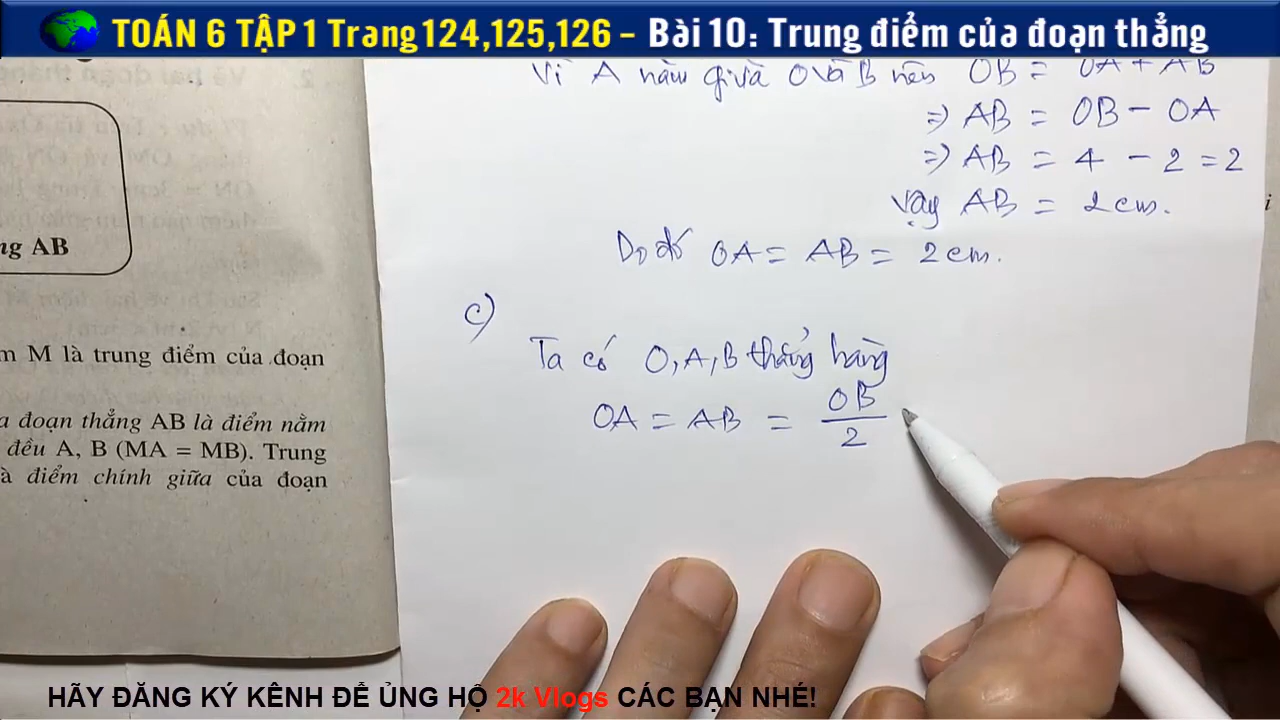 TOÁN 6 TẬP 1 Trang 124,125,126 - Bài 10: Trung điểm của đoạn thẳng
ng AB
m M là trung điểm của đoạn
a đoạn thẳng AB là điểm nằm
đều A, B (MA = MB). Trung
à điểm chính giữa của đoạn
Vì A nằm giữa O và B nên OB = OA + AB
=> AB = OB - OA
=> AB = 4 - 2 = 2
Vậy AB = 2cm.
Do đó OA = AB = 2cm.
c)
Ta có O, A, B thẳng hàng
OA = AB = OB/2
HÃY ĐĂNG KÝ KÊNH ĐỂ ỦNG HỘ 2k Vlogs CÁC BẠN NHÉ!